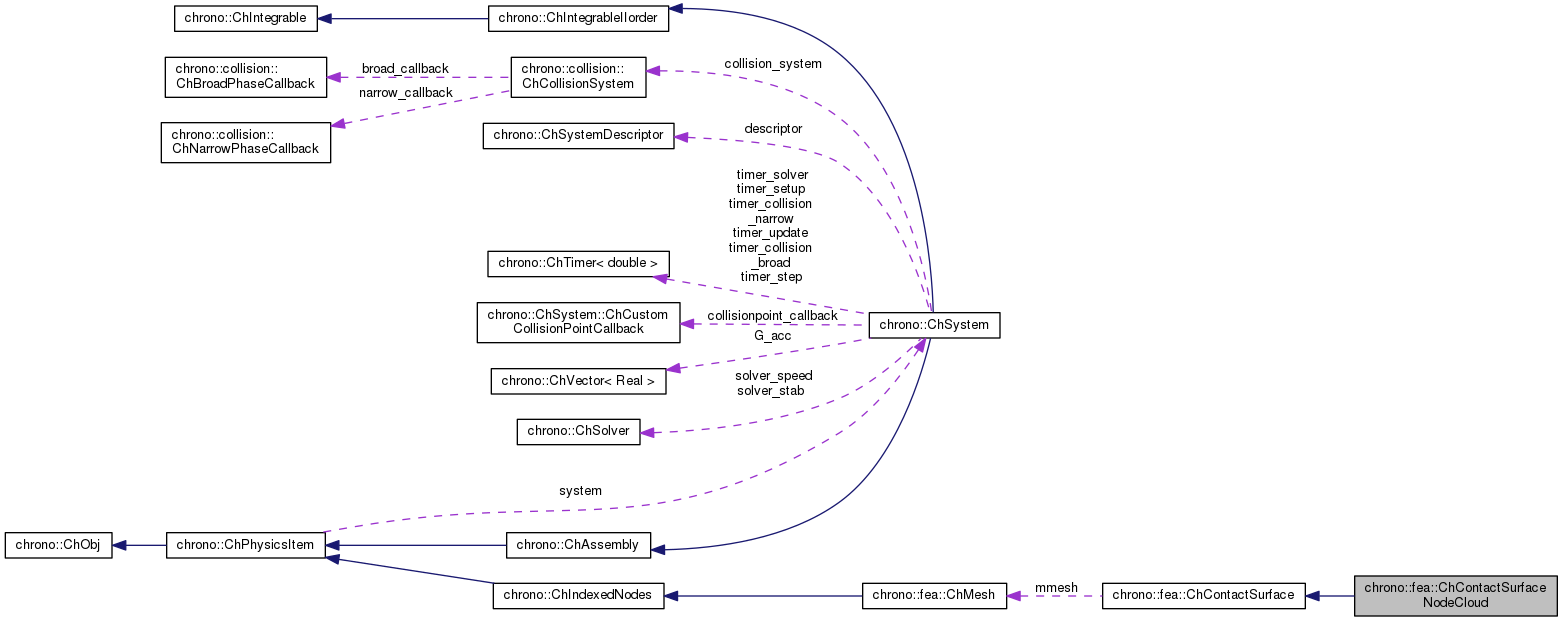 chrono::ChIntegrable
chrono::ChIntegrableIIorder
chrono::collision::
ChBroadPhaseCallback
broad_callback
narrow_callback
chrono::collision::
ChCollisionSystem
collision_system
chrono::collision::
ChNarrowPhaseCallback
chrono::ChSystemDescriptor
descriptor
timer_solver
timer_setup
timer_collision
_narrow
timer_update
timer_collision
_broad
timer_step
chrono::ChTimer< double >
chrono::ChSystem::ChCustom
CollisionPointCallback
collisionpoint_callback
chrono::ChSystem
G_acc
chrono::ChVector< Real >
solver_speed
solver_stab
chrono::ChSolver
system
chrono::ChObj
chrono::ChPhysicsItem
chrono::ChAssembly
chrono::ChIndexedNodes
chrono::fea::ChMesh
mmesh
chrono::fea::ChContactSurface
chrono::fea::ChContactSurface
NodeCloud